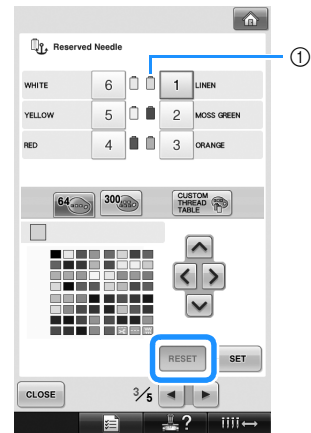 Reserved Needle
①
WHITE 6 1 LINEN
YELLOW 5 2 MOSS GREEN
RED 4 3 ORANGE
64 300 CUSTOM
THREAD
TABLE
RESET SET
CLOSE 3/5
?